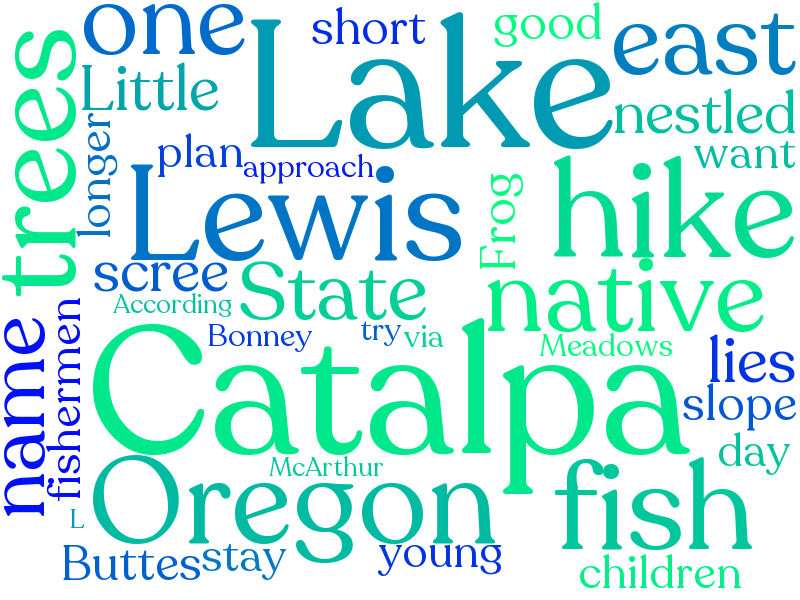 one
short
good
Lake
east
trees
Little
nestled
longer
plan
approach
want
Lewis
Frog
hike
scree
State
native
According
name
fishermen
Bonney
try
via
Meadows
lies
Catalpa
slope
day
McArthur
Oregon
fish
L
Buttes
stay
young
children